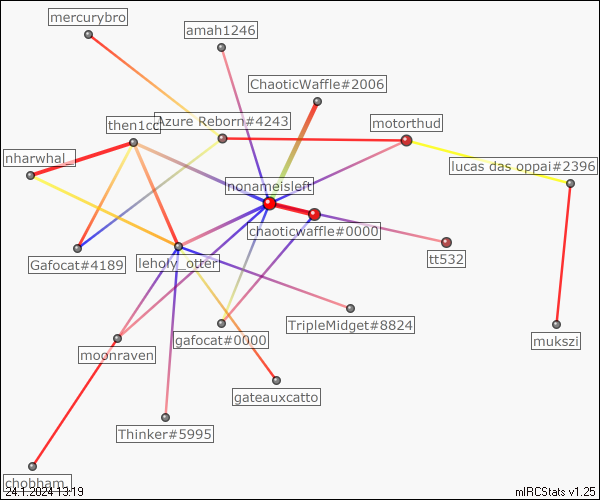 mercurybro
amah1246
ChaoticWaffle#2006
then1cc
Azure Reborn#4243
motorthud
nharwhal_
lucas das oppai#2396
nonameisleft
chaoticwaffle#0000
tt532
Gafocat#4189
leholy_otter
TripleMidget#8824
gafocat#0000
mukszi
moonraven
gateauxcatto
Thinker#5995
chobham_
24.1.2024 13:19
mIRCStats v1.25